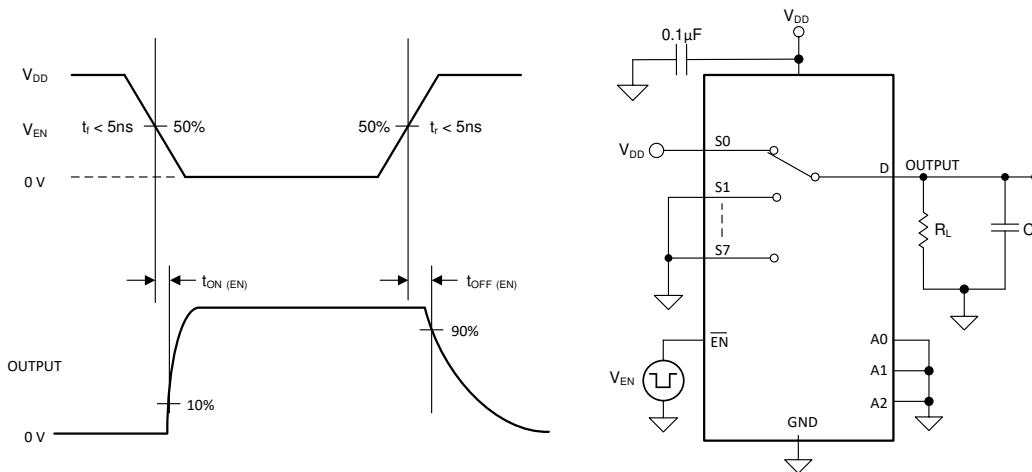 V_DD
V_EN
0 V
t_f < 5ns
50%
50%
t_r < 5ns
t_ON (EN)
t_OFF (EN)
90%
OUTPUT
10%
0 V
V_DD
0.1µF
V_DD
S0
S1
S7
D
OUTPUT
R_L
EN
V_EN
A0
A1
A2
GND